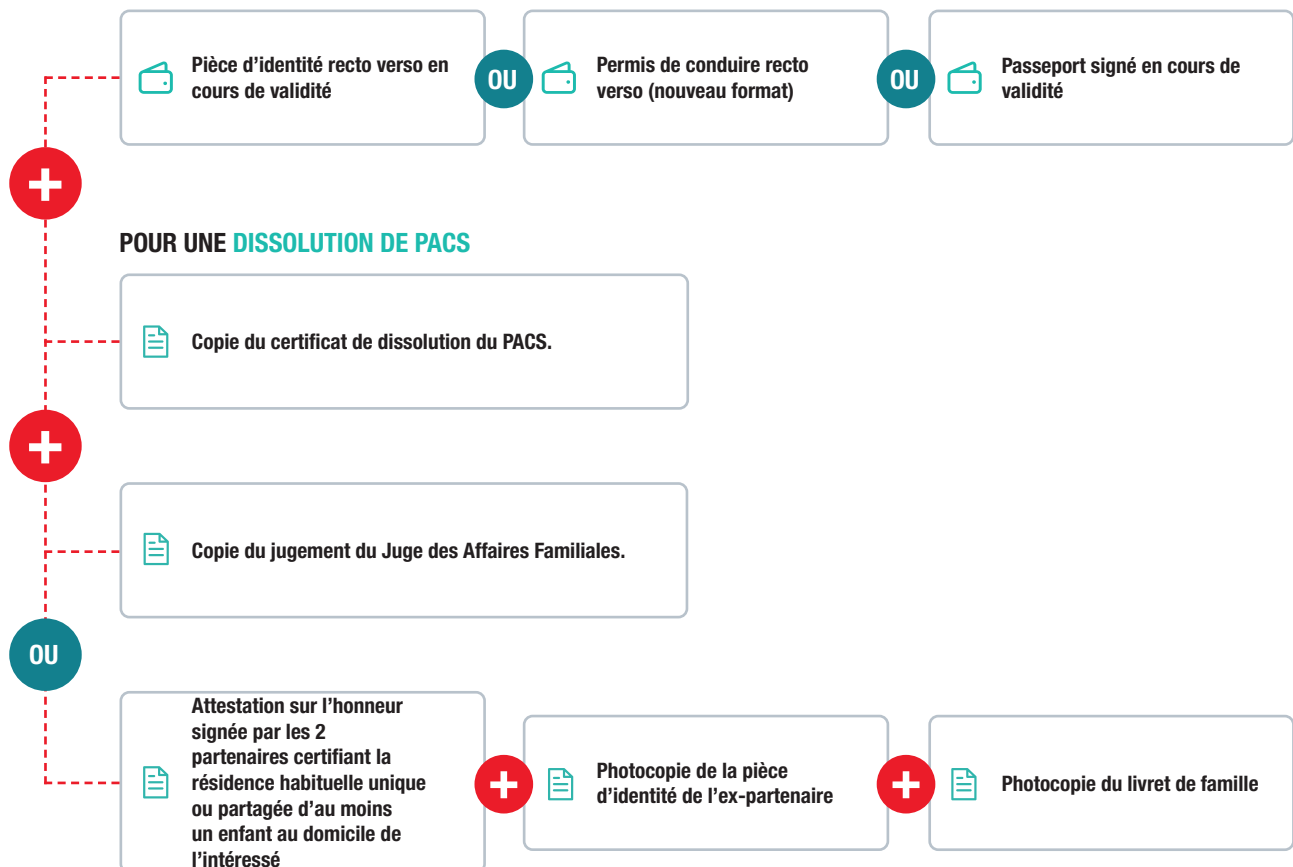 Pièce d’identité recto verso en
cours de validité
OU
Permis de conduire recto
verso (nouveau format)
OU
Passeport signé en cours de
validité
POUR UNE DISSOLUTION DE PACS
Copie du certificat de dissolution du PACS.
Copie du jugement du Juge des Affaires Familiales.
OU
Attestation sur l’honneur
signée par les 2
partenaires certifiant la
résidence habituelle unique
ou partagée d’au moins
un enfant au domicile de
l’intéressé
Photocopie de la pièce
d’identité de l’ex-partenaire
Photocopie du livret de famille